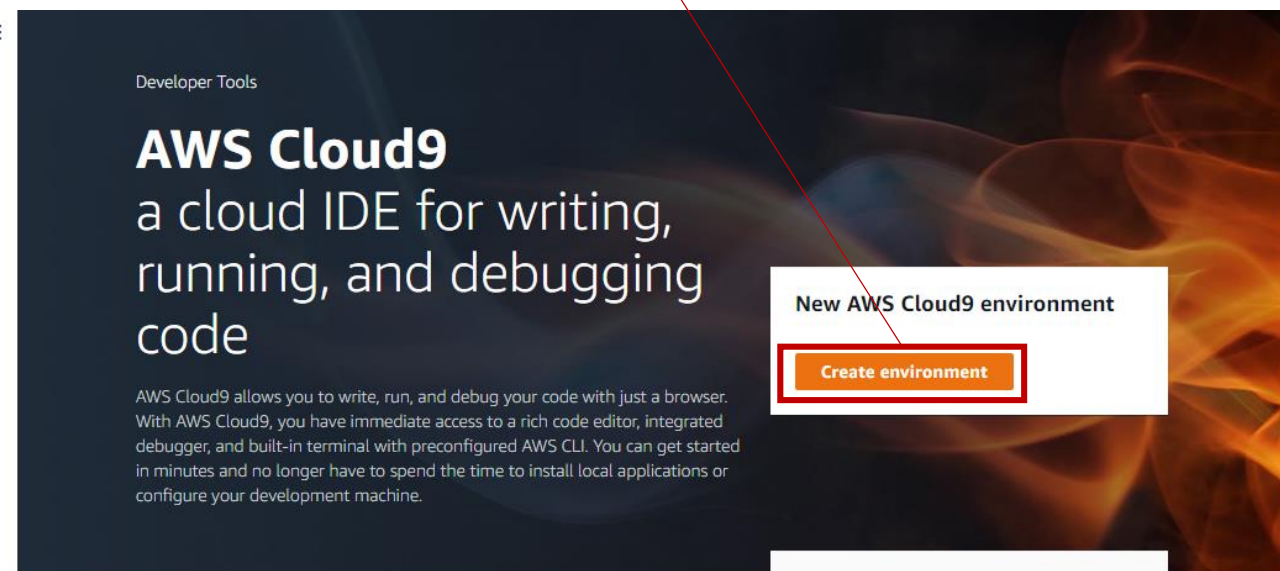 Developer Tools
AWS Cloud9
a cloud IDE for writing,
running, and debugging
code
AWS Cloud9 allows you to write, run, and debug your code with just a browser.
With AWS Cloud9, you have immediate access to a rich code editor, integrated
debugger, and built-in terminal with preconfigured AWS CLI. You can get started
in minutes and no longer have to spend the time to install local applications or
configure your development machine.
New AWS Cloud9 environment
Create environment